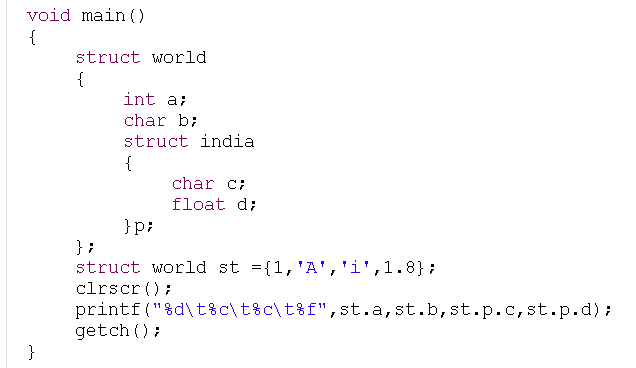 void main()
{
struct world
{
int a;
char b;
struct india
{
char c;
float d;
}p;
};
struct world st ={1,'A','i',1.8};
clrscr();
printf("%d\t%c\t%c\t%f",st.a,st.b,st.p.c,st.p.d);
getch();
}